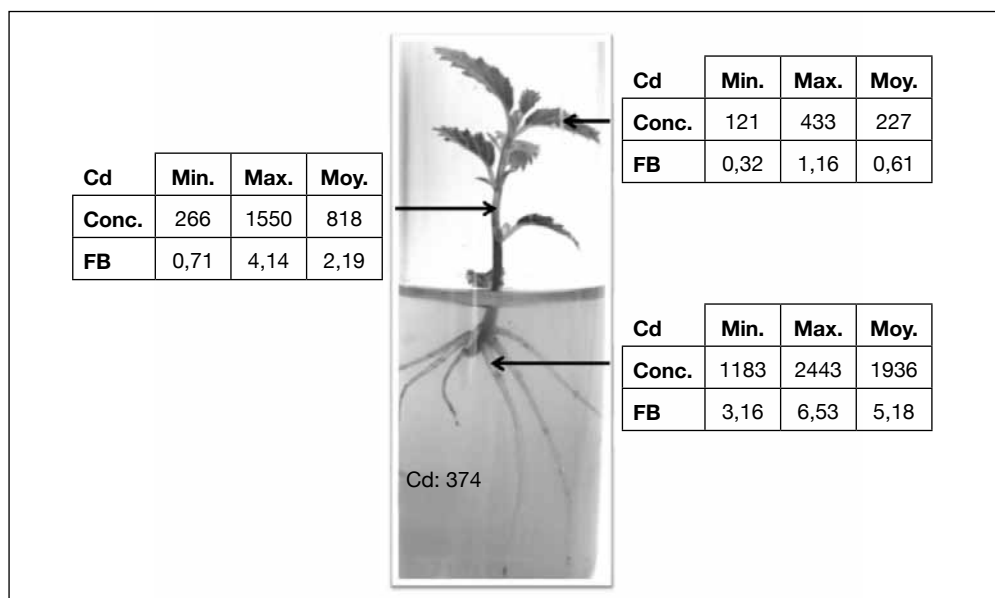 Cd Min. Max. Moy.
Conc. 121 433 227
FB 0,32 1,16 0,61
Cd Min. Max. Moy.
Conc. 266 1550 818
FB 0,71 4,14 2,19
Cd Min. Max. Moy.
Conc. 1183 2443 1936
FB 3,16 6,53 5,18
Cd: 374